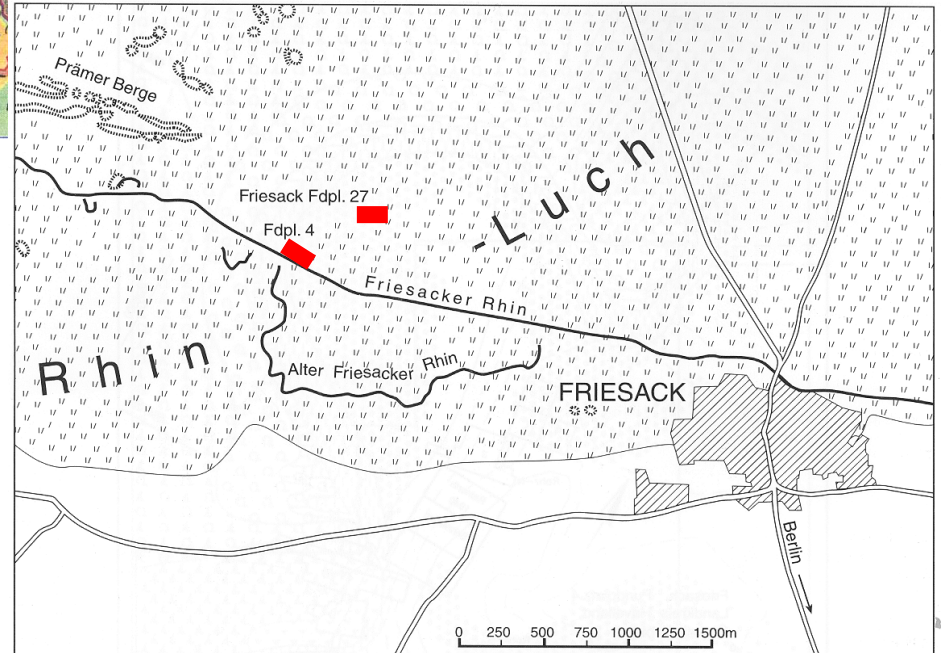 Prämer Berge
Friesack Fdpl. 27
Fdpl. 4
-Luch
Friesacker Rhin
Rhin
Alter Friesacker Rhin
FRIESACK
Berlin
0 250 500 750 1000 1250 1500m